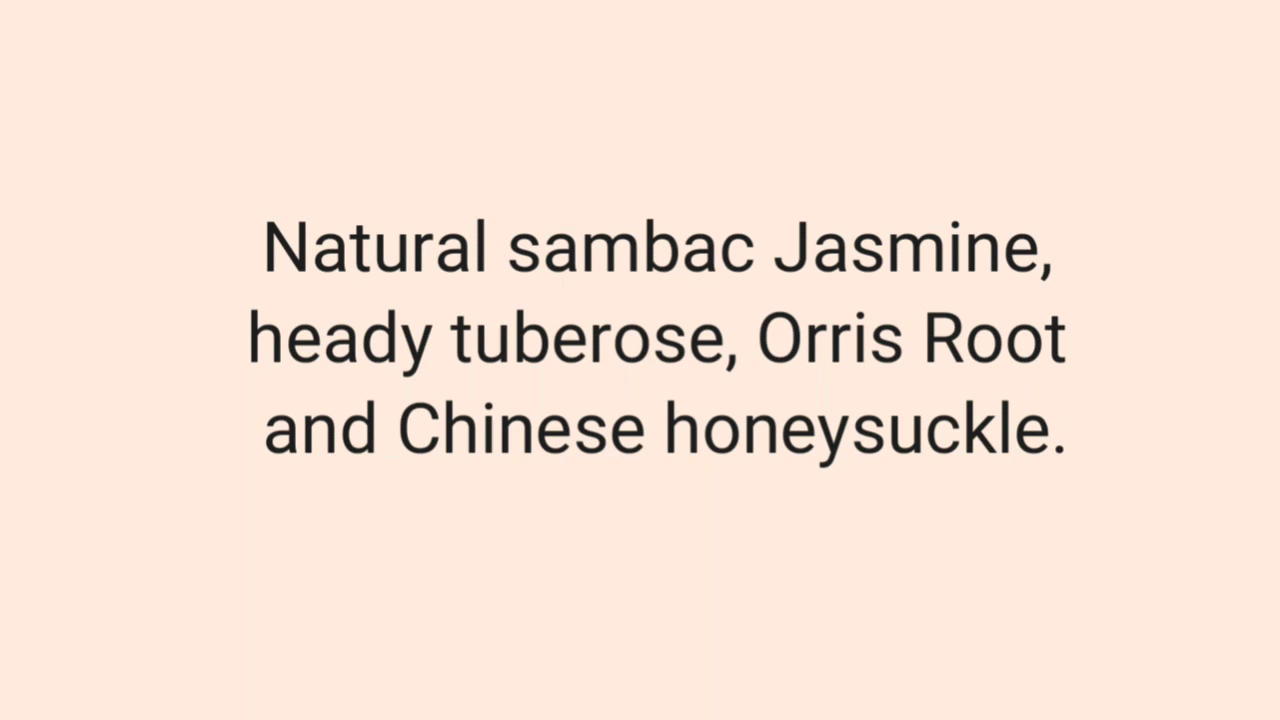 Natural sambac Jasmine,
heady tuberose, Orris Root
and Chinese honeysuckle.